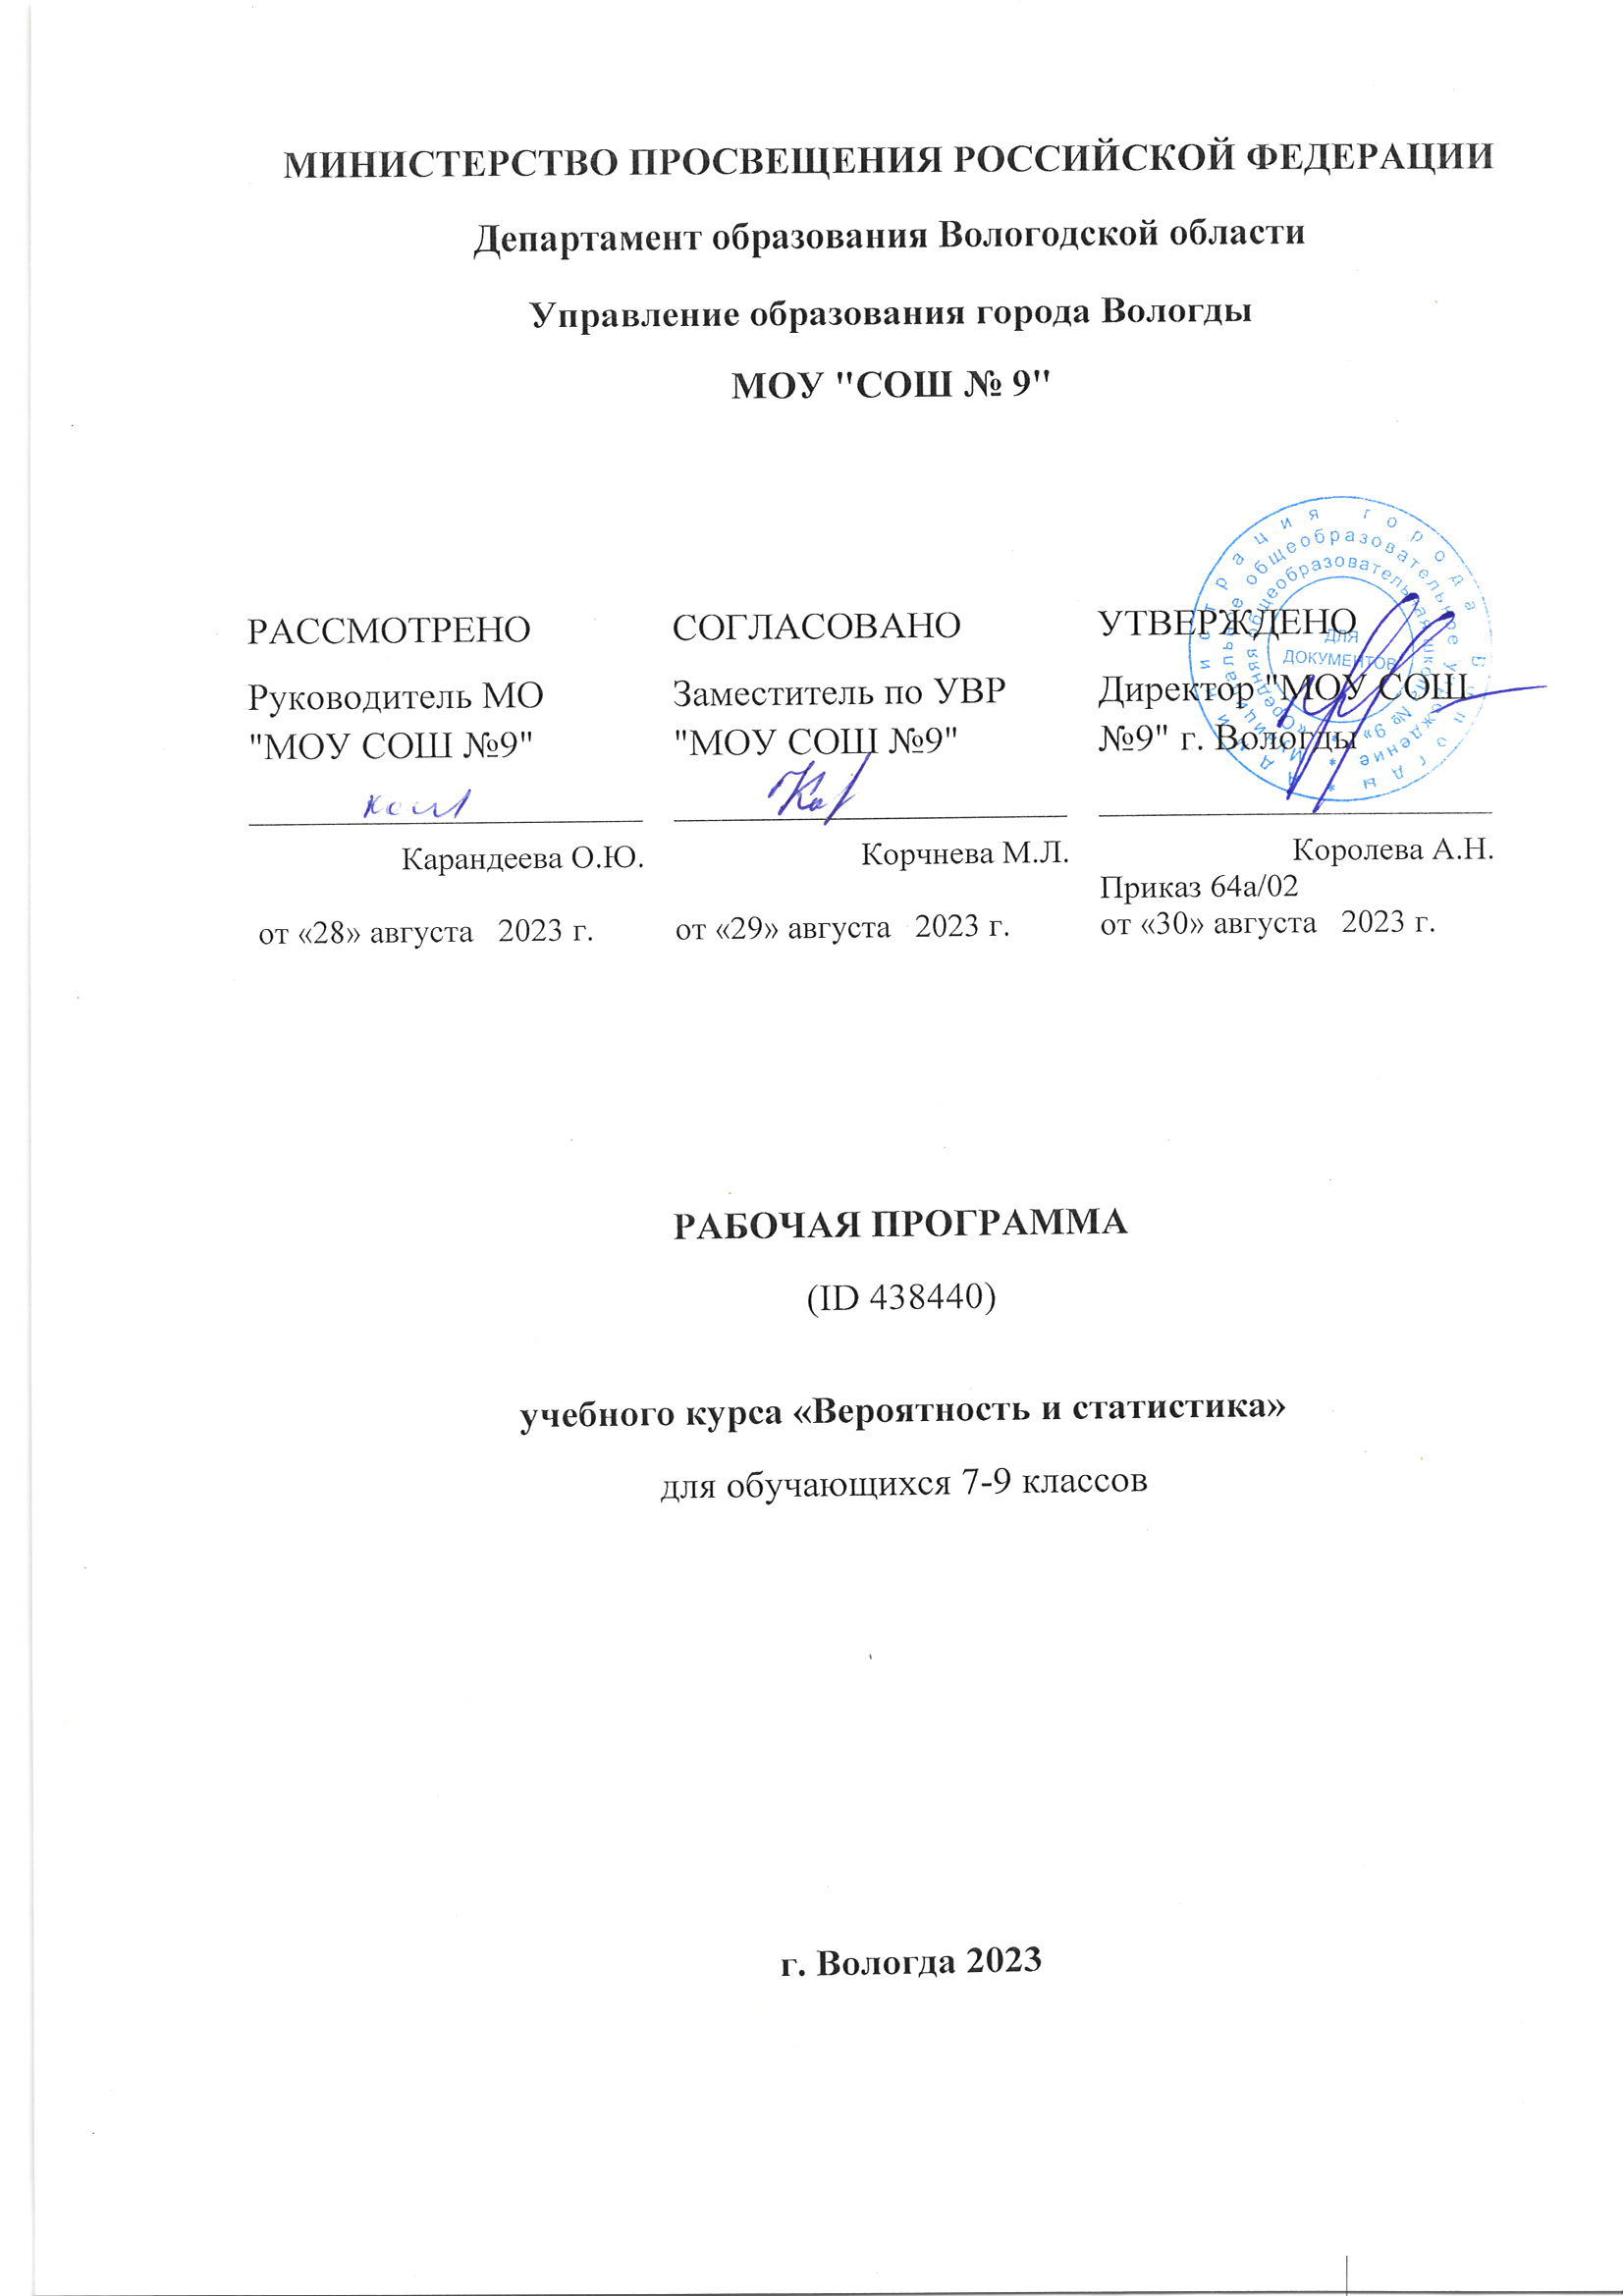 МИНИСТЕРСТВО ПРОСВЕЩЕНИЯ РОССИЙСКОЙ ФЕДЕРАЦИИ
Департамент образования Вологодской области
Управление образования города Вологды
МОУ "СОШ № 9"
РАССМОТРЕНО
Руководитель МО
"МОУ СОШ №9"
Карандеева О.Ю.
от «28» августа 2023 г.
СОГЛАСОВАНО
Заместитель по УВР
"МОУ СОШ №9"
Корчнева М.Л.
от «29» августа 2023 г.
УТВЕРЖДЕНО
Директор "МОУ СОШ
№9" г. Вологды
Королева А.Н.
Приказ 64а/02
от «30» августа 2023 г.
ДЛЯ
ДОКУМЕНТОВ
РАБОЧАЯ ПРОГРАММА
(ID 438440)
учебного курса «Вероятность и статистика»
для обучающихся 7-9 классов
г. Вологда 2023